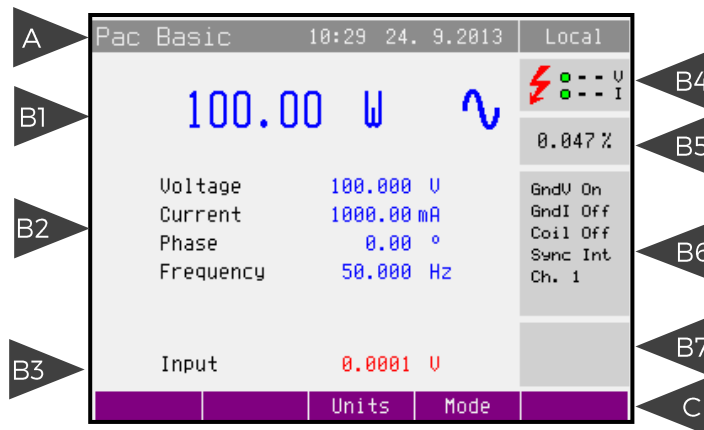 A
Pac Basic 10:29 24. 9.2013 Local
B1
100.00 W
B4
V
I
B5
0.047 %
B2
Voltage 100.000 V
Current 1000.00 mA
Phase 0.00 °
Frequency 50.000 Hz
B6
GndV On
GndI Off
Coil Off
Sync Int
Ch. 1
B3
Input 0.0001 V
B7
Units Mode
C